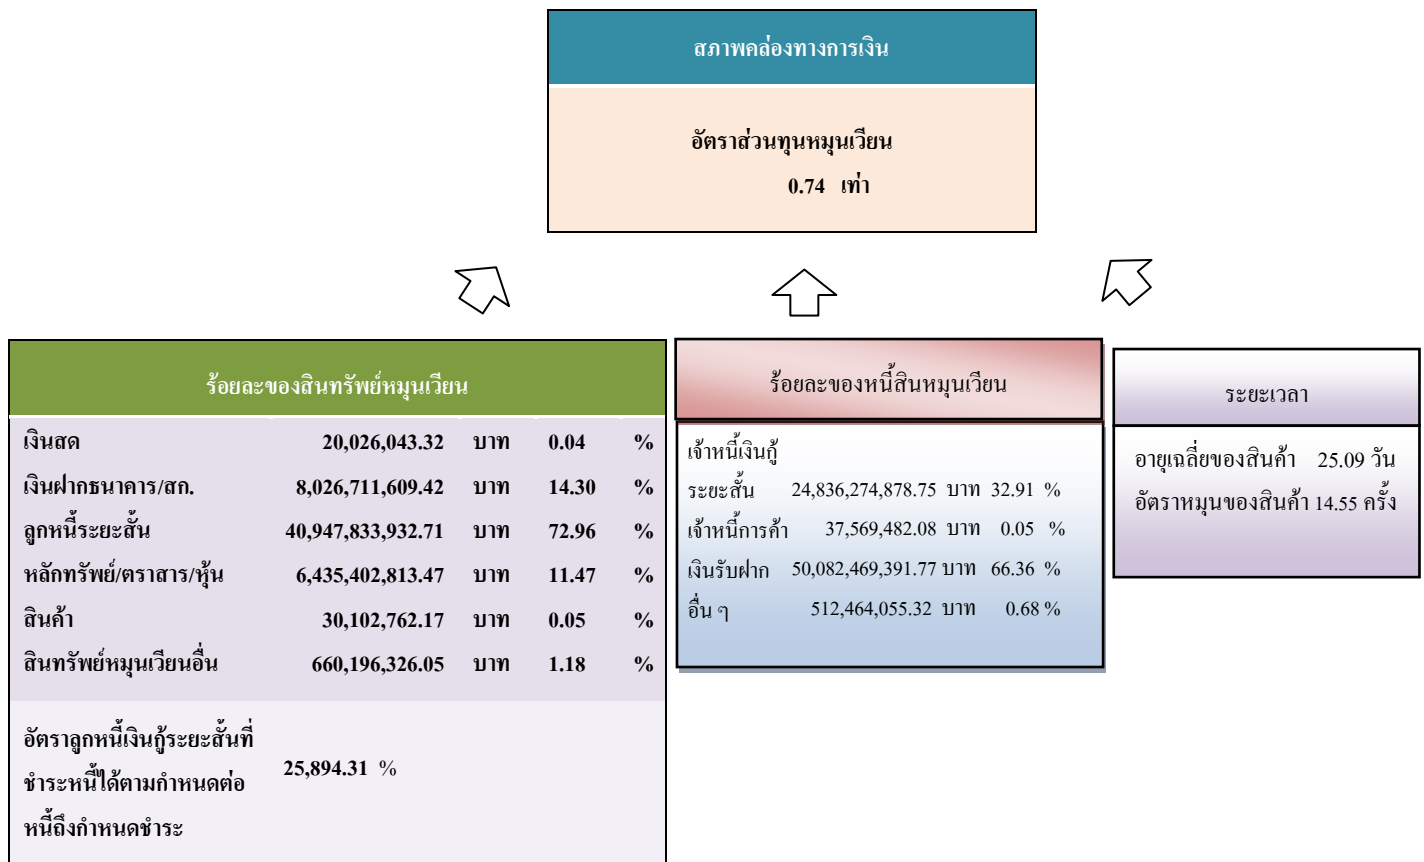 สภาพคล่องทางการเงิน
อัตราส่วนทุนหมุนเวียน
0.74 เท่า
ร้อยละของสินทรัพย์หมุนเวียน
เงินสด 20,026,043.32 บาท 0.04 %
เงินฝากธนาคาร/สก. 8,026,711,609.42 บาท 14.30 %
ลูกหนี้ระยะสั้น 40,947,833,932.71 บาท 72.96 %
หลักทรัพย์/ตราสาร/หุ้น 6,435,402,813.47 บาท 11.47 %
สินค้า 30,102,762.17 บาท 0.05 %
สินทรัพย์หมุนเวียนอื่น 660,196,326.05 บาท 1.18 %
อัตราลูกหนี้เงินกู้ระยะสั้นที่
ชำระหนี้ได้ตามกำหนดต่อ
หนี้ถึงกำหนดชำระ
25,894.31 %
ร้อยละของหนี้สินหมุนเวียน
เจ้าหนี้เงินกู้
ระยะสั้น 24,836,274,878.75 บาท 32.91 %
เจ้าหนี้การค้า 37,569,482.08 บาท 0.05 %
เงินรับฝาก 50,082,469,391.77 บาท 66.36 %
อื่น ๆ 512,464,055.32 บาท 0.68 %
ระยะเวลา
อายุเฉลี่ยของสินค้า 25.09 วัน
อัตราหมุนของสินค้า 14.55 ครั้ง